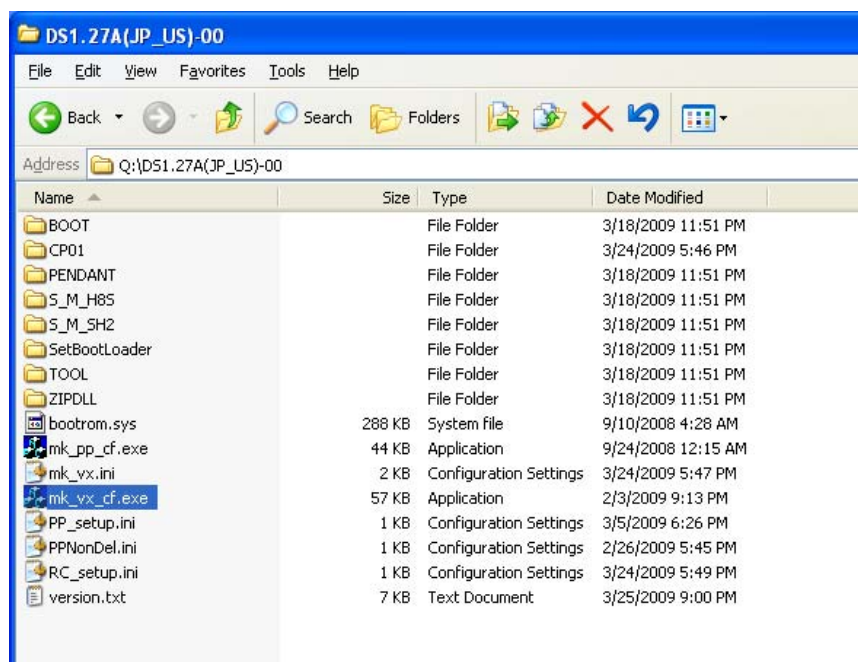 DS1.27A(JP_US)-00
File Edit View Favorites Tools Help
Back Search Folders
Address Q:\DS1.27A(JP_US)-00
Name Size Type Date Modified
BOOT File Folder 3/18/2009 11:51 PM
CP01 File Folder 3/24/2009 5:46 PM
PENDANT File Folder 3/18/2009 11:51 PM
S_M_H8S File Folder 3/18/2009 11:51 PM
S_M_SH2 File Folder 3/18/2009 11:51 PM
SetBootLoader File Folder 3/18/2009 11:51 PM
TOOL File Folder 3/18/2009 11:51 PM
ZIPDLL File Folder 3/18/2009 11:51 PM
bootrom.sys 288 KB System file 9/10/2008 4:28 AM
mk_pp_cf.exe 44 KB Application 9/24/2008 12:15 AM
mk_vx.ini 2 KB Configuration Settings 3/24/2009 5:47 PM
mk_vx_cf.exe 57 KB Application 2/3/2009 9:13 PM
PP_setup.ini 1 KB Configuration Settings 3/5/2009 6:26 PM
PPNonDel.ini 1 KB Configuration Settings 2/26/2009 5:45 PM
RC_setup.ini 1 KB Configuration Settings 3/24/2009 5:49 PM
version.txt 7 KB Text Document 3/25/2009 9:00 PM